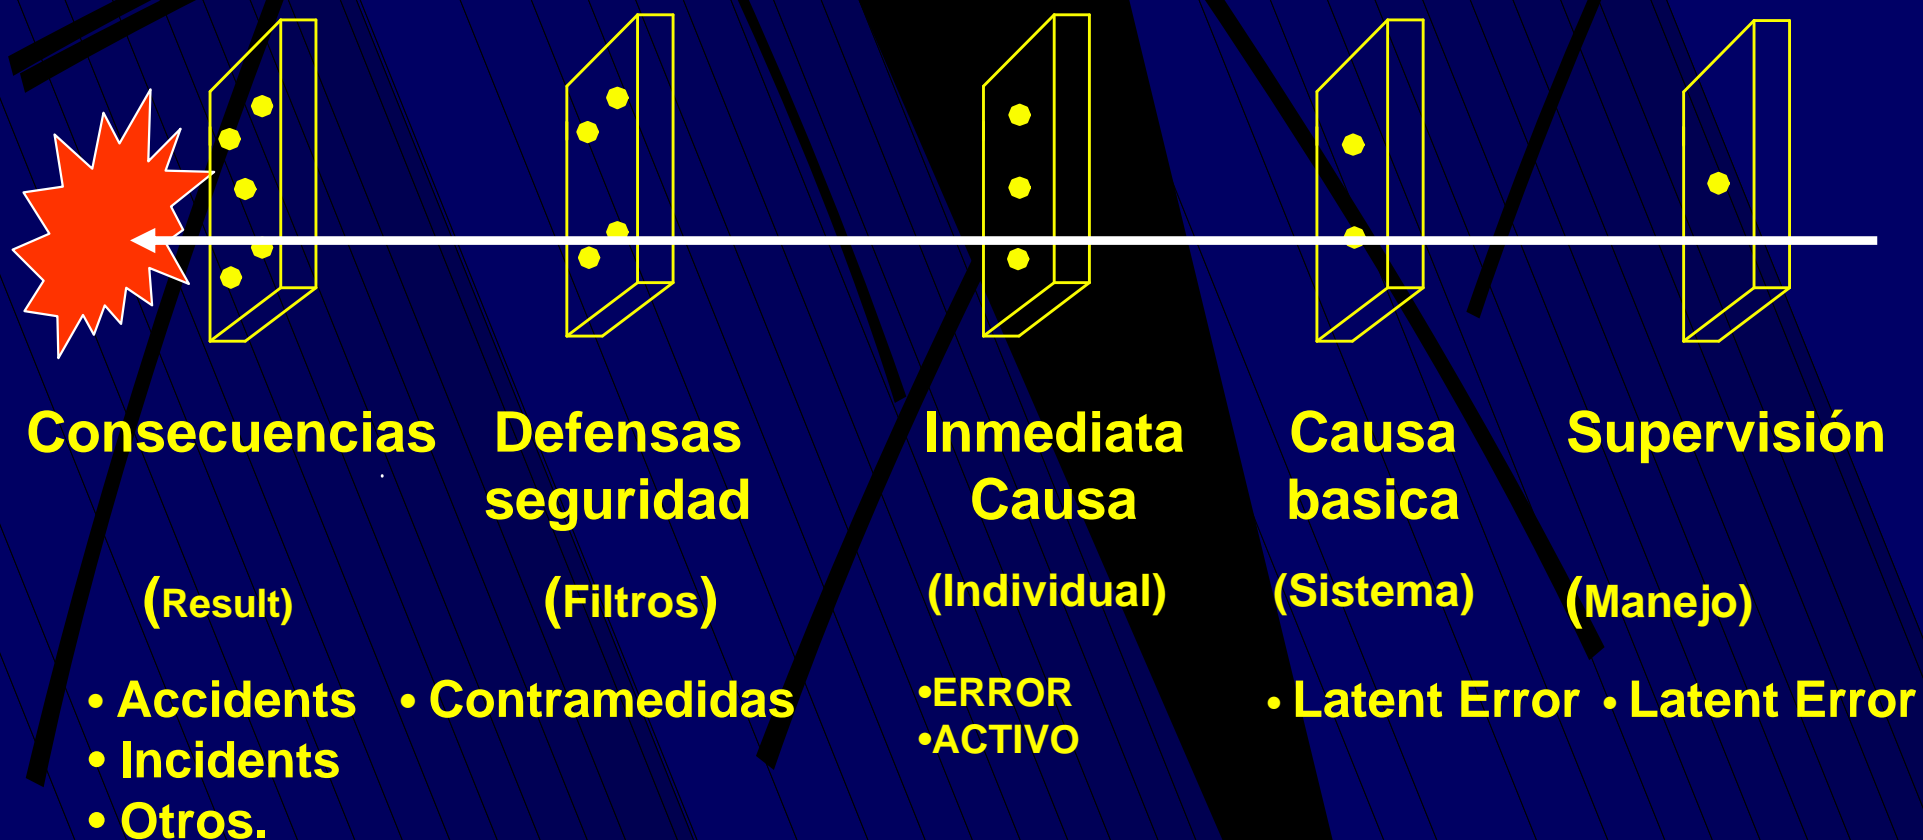 Consecuencias
(Result)
• Accidents
• Incidents
• Otros.
Defensas
seguridad
(Filtros)
• Contramedidas
Inmediata
Causa
(Individual)
•ERROR
•ACTIVO
Causa
basica
(Sistema)
• Latent Error
Supervisión
(Manejo)
• Latent Error